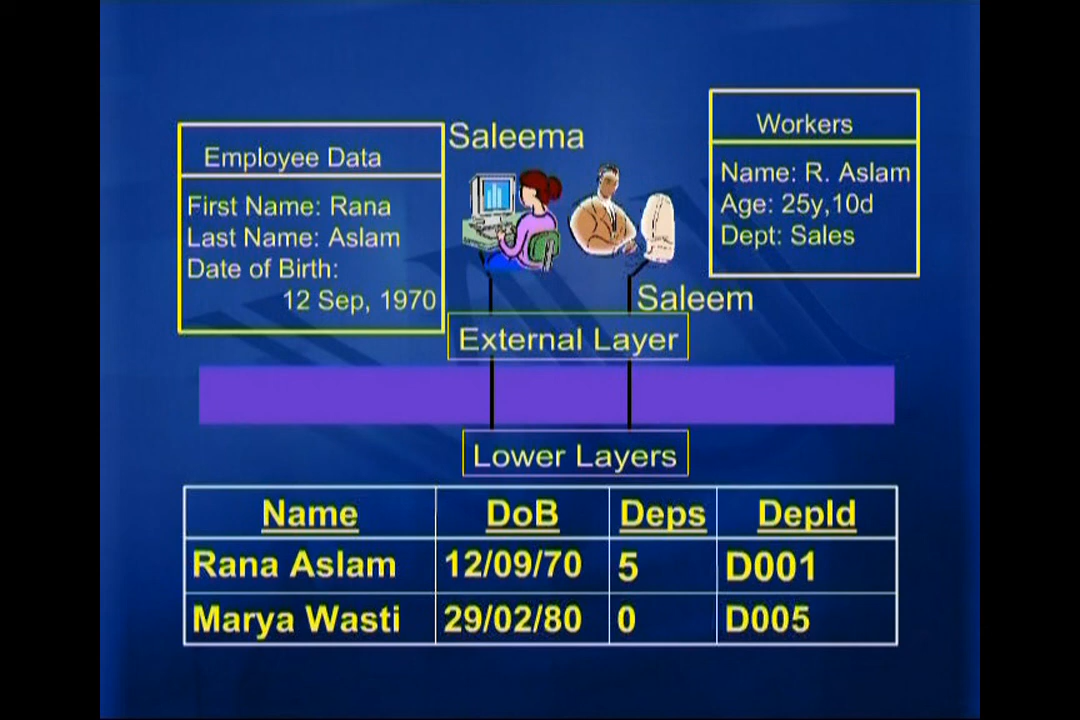 Saleema
Employee Data
First Name: Rana
Last Name: Aslam
Date of Birth:
12 Sep, 1970
Workers
Name: R. Aslam
Age: 25y,10d
Dept: Sales
Saleem
External Layer
Lower Layers
Name DoB Deps DepId
Rana Aslam 12/09/70 5 D001
Marya Wasti 29/02/80 0 D005